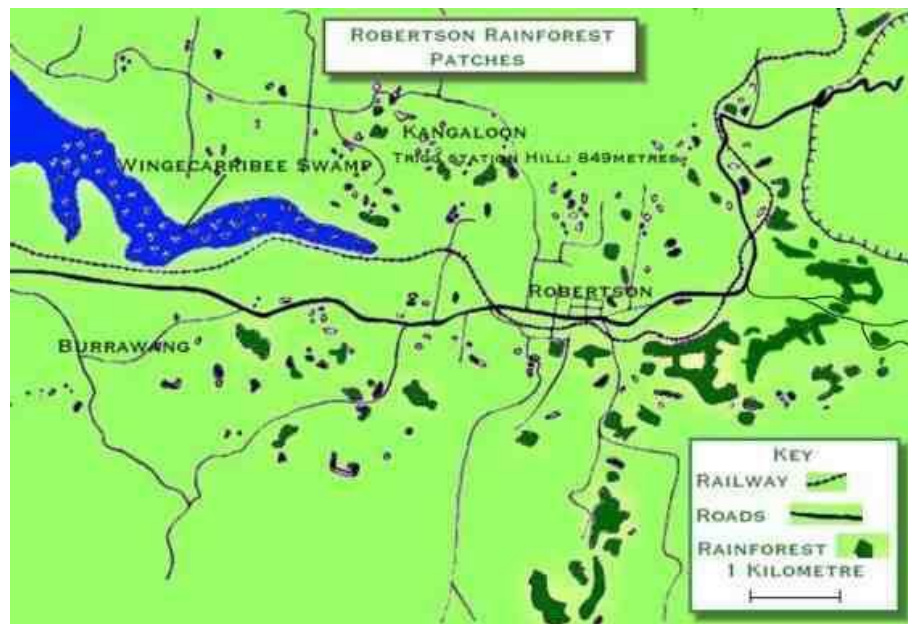 Robertson Rainforest
Patches
Kangaloon
Trig Station Hill: 849metres
Wingecarribee Swamp
Robertson
Burrawang
Key
Railway
Roads
Rainforest
1 Kilometre